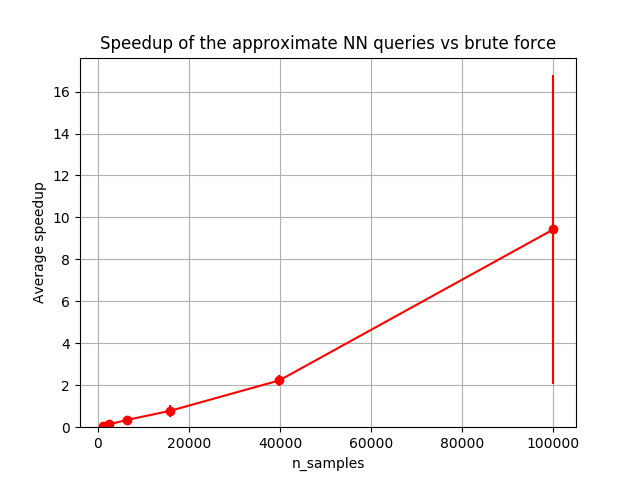 Speedup of the approximate NN queries vs brute force
16
14
12
10
8
6
4
2
0
Average speedup
0 20000 40000 60000 80000 100000
n_samples